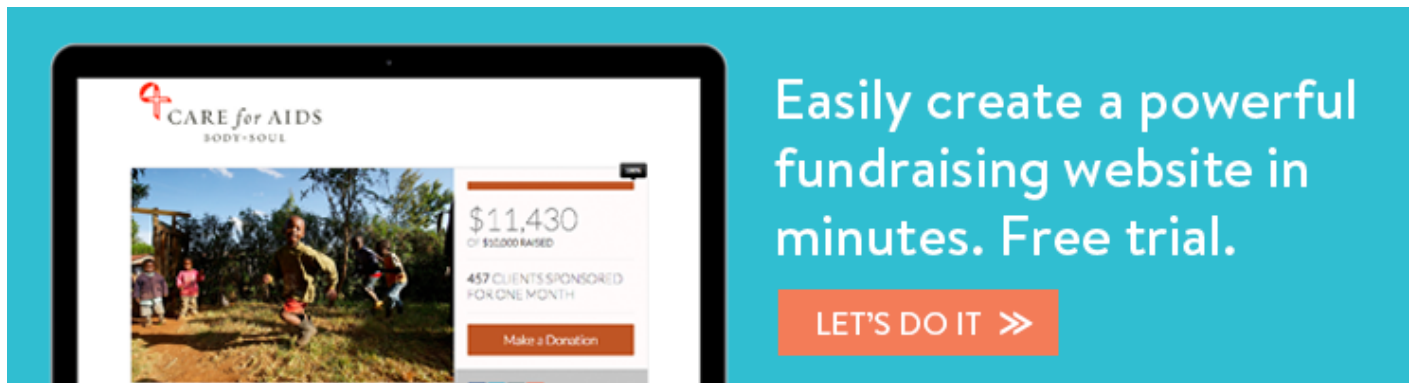 CARE for AIDS
BODY+SOUL
100%
$11,430
OF $10,000 RAISED
457 CLIENTS SPONSORED
FOR ONE MONTH
Make a Donation
Easily create a powerful
fundraising website in
minutes. Free trial.
LET'S DO IT